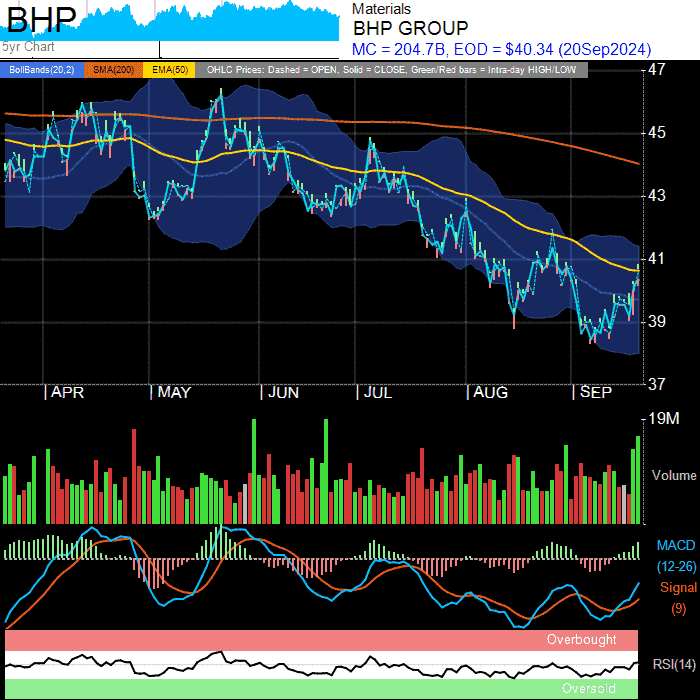 BHP
5yr Chart
Materials
BHP GROUP
MC = 204.7B, EOD = $40.34 (20Sep2024)
BollBands(20,2) SMA(200) EMA(50) OHLC Prices: Dashed = OPEN, Solid = CLOSE, Green/Red bars = Intra-day HIGH/LOW
47
45
43
41
39
37
APR MAY JUN JUL AUG SEP
19M
Volume
MACD
(12-26)
Signal
(9)
Overbought
RSI(14)
Oversold